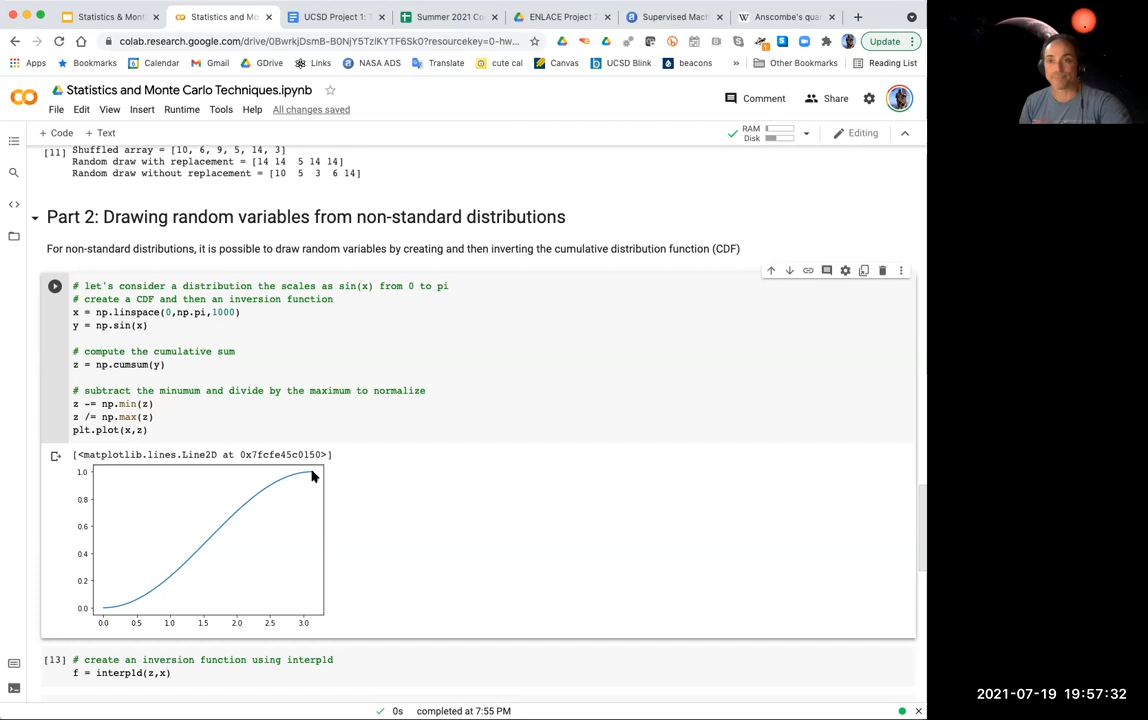 Statistics & Mont
Statistics and Mo
UCSD Project 1: T
Summer 2021 Co
ENLACE Project 
Supervised Mach
Anscombe's qua
colab.research.google.com/drive/0BwrkjDsmB-B0NjY5TzlKYTF6Sk0?resourcekey=0-hw...
Update
Apps
Bookmarks
Calendar
Gmail
GDrive
Links
NASA ADS
Translate
cute cal
Canvas
UCSD Blink
beacons
»
Other Bookmarks
Reading List
Statistics and Monte Carlo Techniques.ipynb
File Edit View Insert Runtime Tools Help All changes saved
Comment
Share
+ Code + Text
RAM
Disk
Editing
[11] Shuffled array = [10, 6, 9, 5, 14, 3]
Random draw with replacement = [14 14 5 14 14]
Random draw without replacement = [10 5 3 6 14]
Part 2: Drawing random variables from non-standard distributions
For non-standard distributions, it is possible to draw random variables by creating and then inverting the cumulative distribution function (CDF)
# let's consider a distribution the scales as sin(x) from 0 to pi
# create a CDF and then an inversion function
x = np.linspace(0,np.pi,1000)
y = np.sin(x)
# compute the cumulative sum
z = np.cumsum(y)
# subtract the minumum and divide by the maximum to normalize
z -= np.min(z)
z /= np.max(z)
plt.plot(x,z)
[<matplotlib.lines.Line2D at 0x7fcfe45c0150>]
1.0
0.8
0.6
0.4
0.2
0.0
0.0 0.5 1.0 1.5 2.0 2.5 3.0
[13] # create an inversion function using interp1d
f = interp1d(z,x)
0s completed at 7:55 PM
2021-07-19 19:57:32